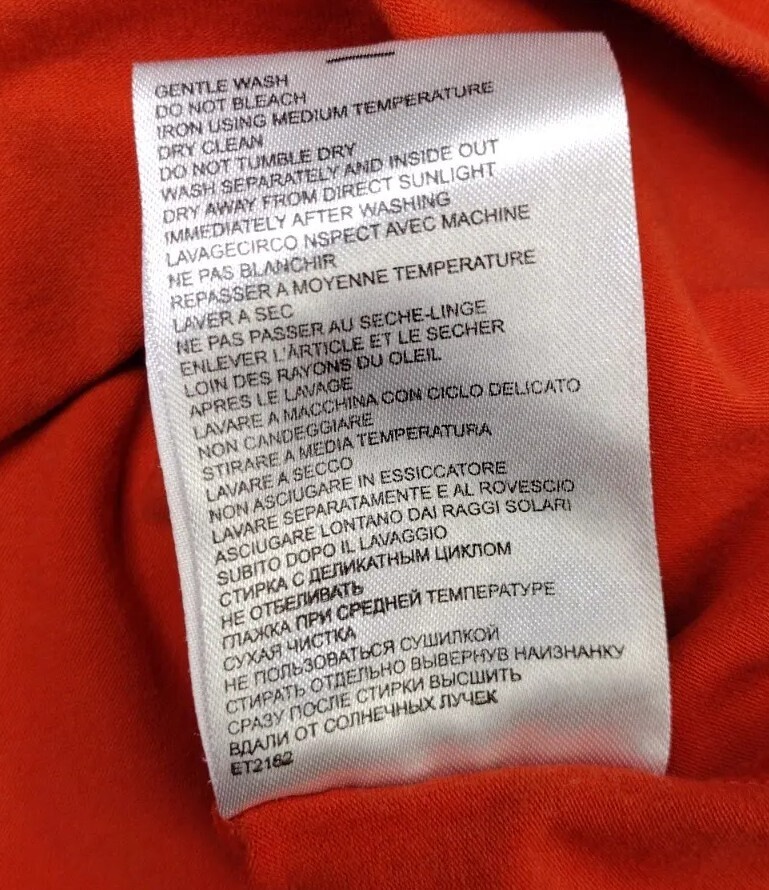 GENTLE WASH
DO NOT BLEACH
IRON USING MEDIUM TEMPERATURE
DRY CLEAN
DO NOT TUMBLE DRY
WASH SEPARATELY AND INSIDE OUT
DRY AWAY FROM DIRECT SUNLIGHT
IMMEDIATELY AFTER WASHING
LAVAGECIRCO NSPECT AVEC MACHINE
NE PAS BLANCHIR
REPASSER A MOYENNE TEMPERATURE
LAVER A SEC
NE PAS PASSER AU SECHE-LINGE
ENLEVER L'ARTICLE ET LE SECHER
LOIN DES RAYONS DU OLEIL
APRES LE LAVAGE
LAVARE A MACCHINA CON CICLO DELICATO
NON CANDEGGIARE
STIRARE A MEDIA TEMPERATURA
LAVARE A SECCO
NON ASCIUGARE IN ESSICCATORE
LAVARE SEPARATAMENTE E AL ROVESCIO
ASCIUGARE LONTANO DAI RAGGI SOLARI
SUBITO DOPO IL LAVAGGIO
СТИРКА С ДЕЛИКАТНЫМ ЦИКЛОМ
НЕ ОТБЕЛИВАТЬ
ГЛАЖКА ПРИ СРЕДНЕЙ ТЕМПЕРАТУРЕ
СУХАЯ ЧИСТКА
НЕ ПОЛЬЗОВАТЬСЯ СУШИЛКОЙ
СТИРАТЬ ОТДЕЛЬНО ВЫВЕРНУВ НАИЗНАНКУ
СРАЗУ ПОСЛЕ СТИРКИ ВЫСШИТЬ
ВДАЛИ ОТ СОЛНЕЧНЫХ ЛУЧЕК
ET2162